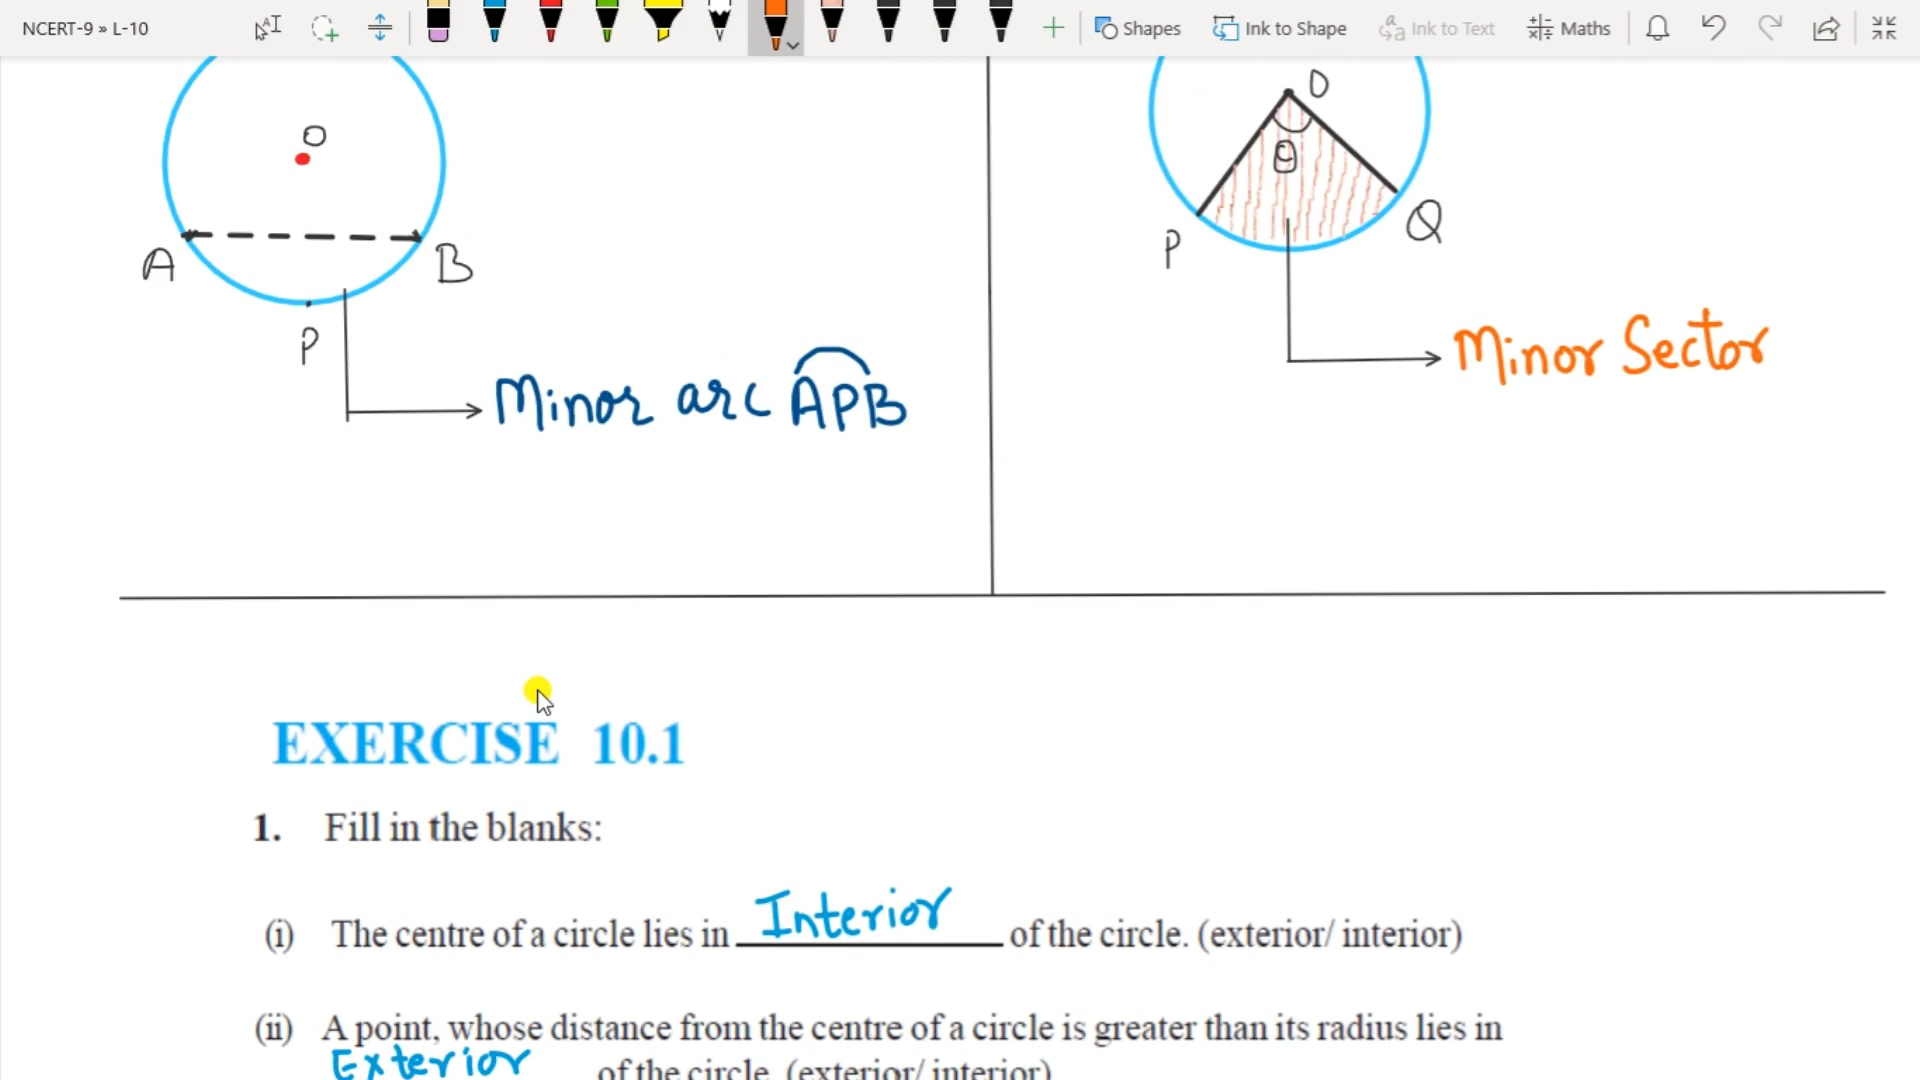 NCERT-9 » L-10
Shapes
Ink to Shape
Ink to Text
Maths
O
A
B
P
Minor arc APB
O
θ
P
Q
Minor Sector
EXERCISE 10.1
1. Fill in the blanks:
(i) The centre of a circle lies in Interior of the circle. (exterior/ interior)
(ii) A point, whose distance from the centre of a circle is greater than its radius lies in
Exterior of the circle. (exterior/ interior)